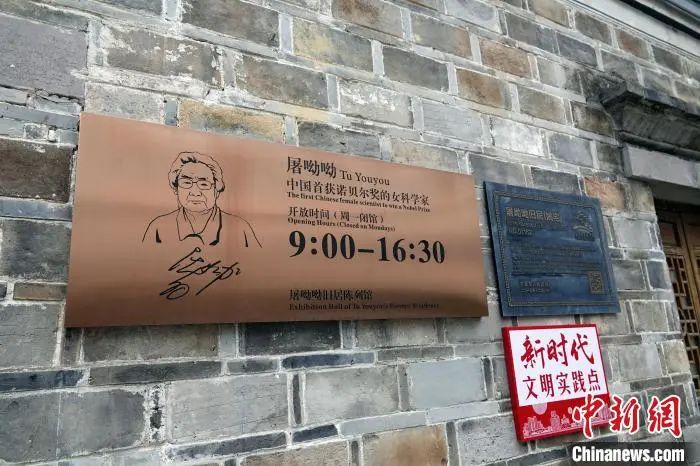 屠呦呦 Tu Youyou
中国首获诺贝尔奖的女科学家
The first Chinese female scientist to win a Nobel Prize
开放时间（周一闭馆）
Opening Hours (Closed on Mondays)
9:00-16:30
屠呦呦旧居陈列馆
Exhibition Hall of Tu Youyou's Former Residence
新时代
文明实践点
中新网
Chinanews.com